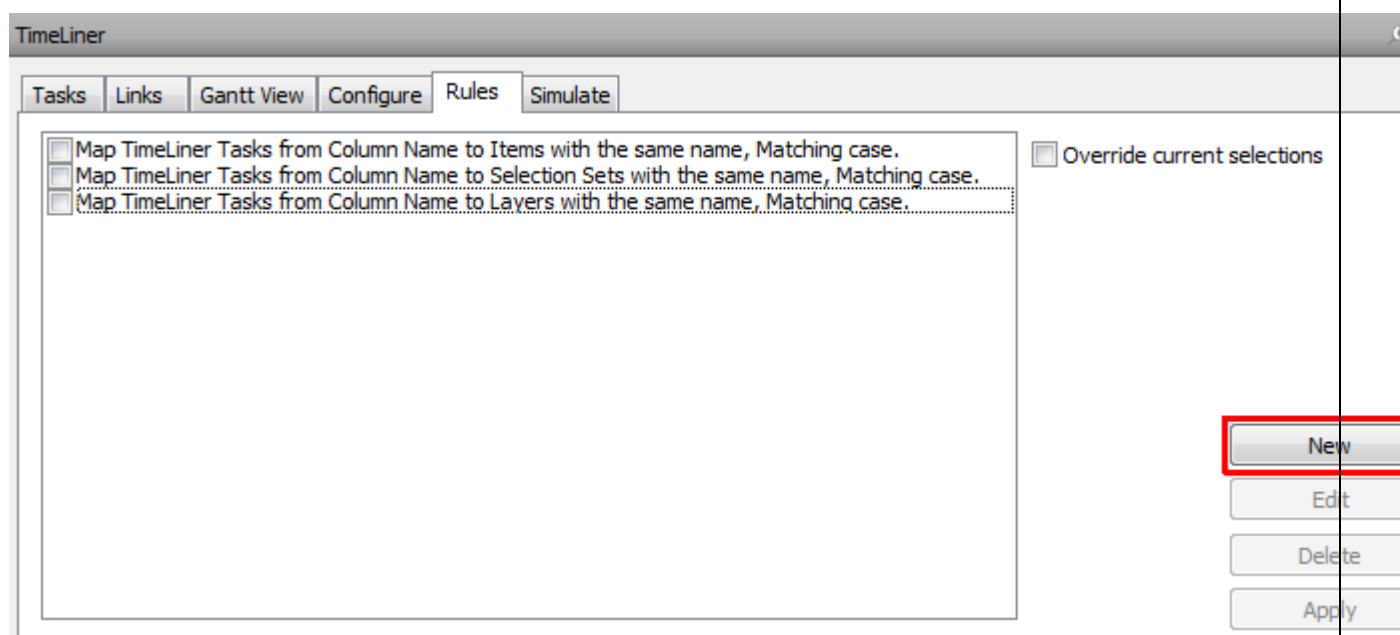 TimeLiner
Tasks Links Gantt View Configure Rules Simulate
Map TimeLiner Tasks from Column Name to Items with the same name, Matching case.
Map TimeLiner Tasks from Column Name to Selection Sets with the same name, Matching case.
Map TimeLiner Tasks from Column Name to Layers with the same name, Matching case.
Override current selections
New
Edit
Delete
Apply